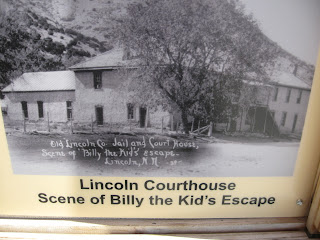 Old Lincoln Co. Jail and Court House.
Scene of Billy the Kid's Escape.
Lincoln, N.M.
Lincoln Courthouse
Scene of Billy the Kid's Escape